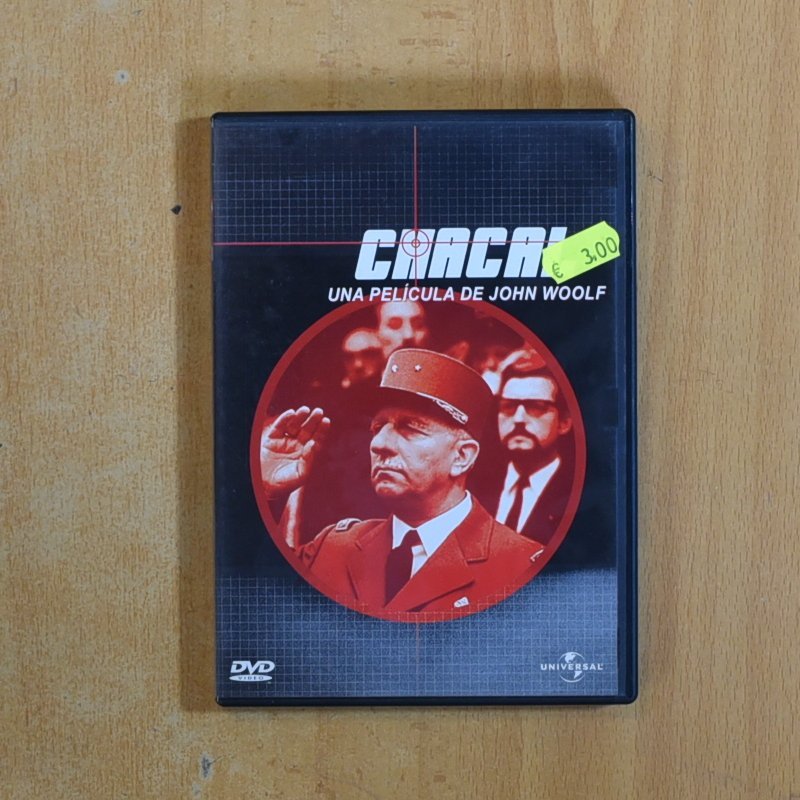 CHACAL
€ 3.00
UNA PELÍCULA DE JOHN WOOLF
DVD
VIDEO
UNIVERSAL